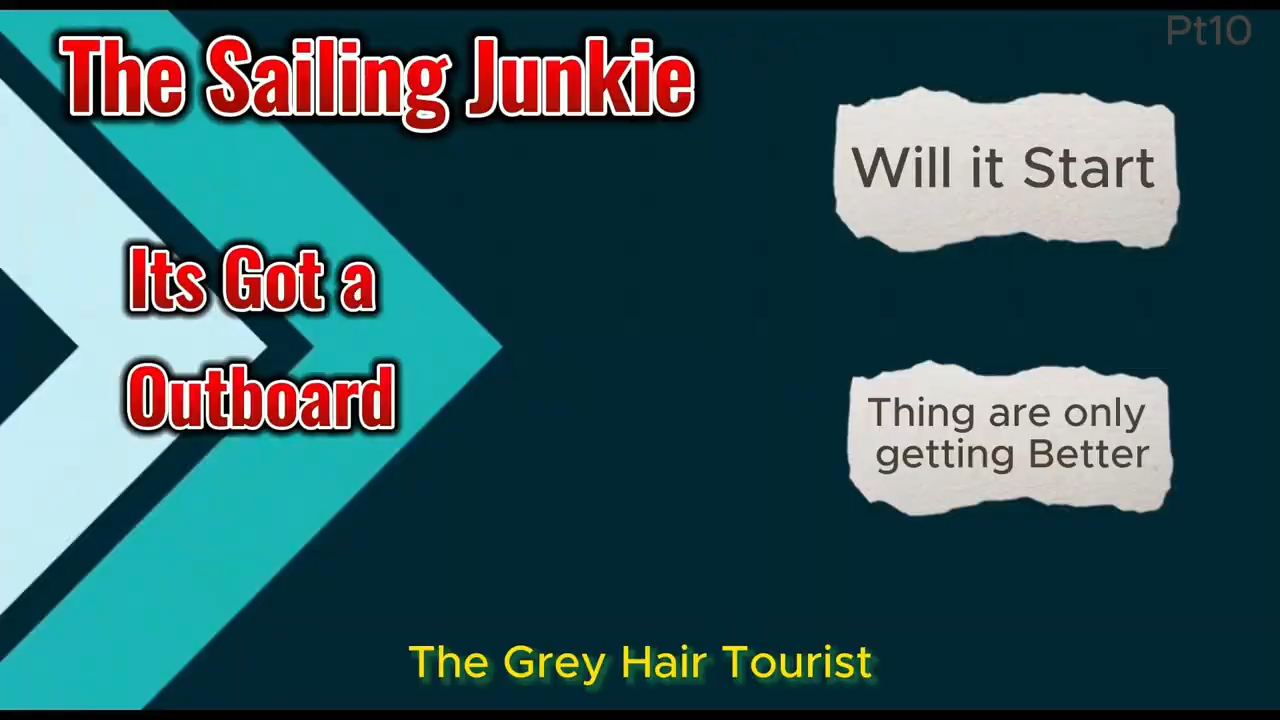 Pt10
The Sailing Junkie
Will it Start
Its Got a
Outboard
Thing are only
getting Better
The Grey Hair Tourist